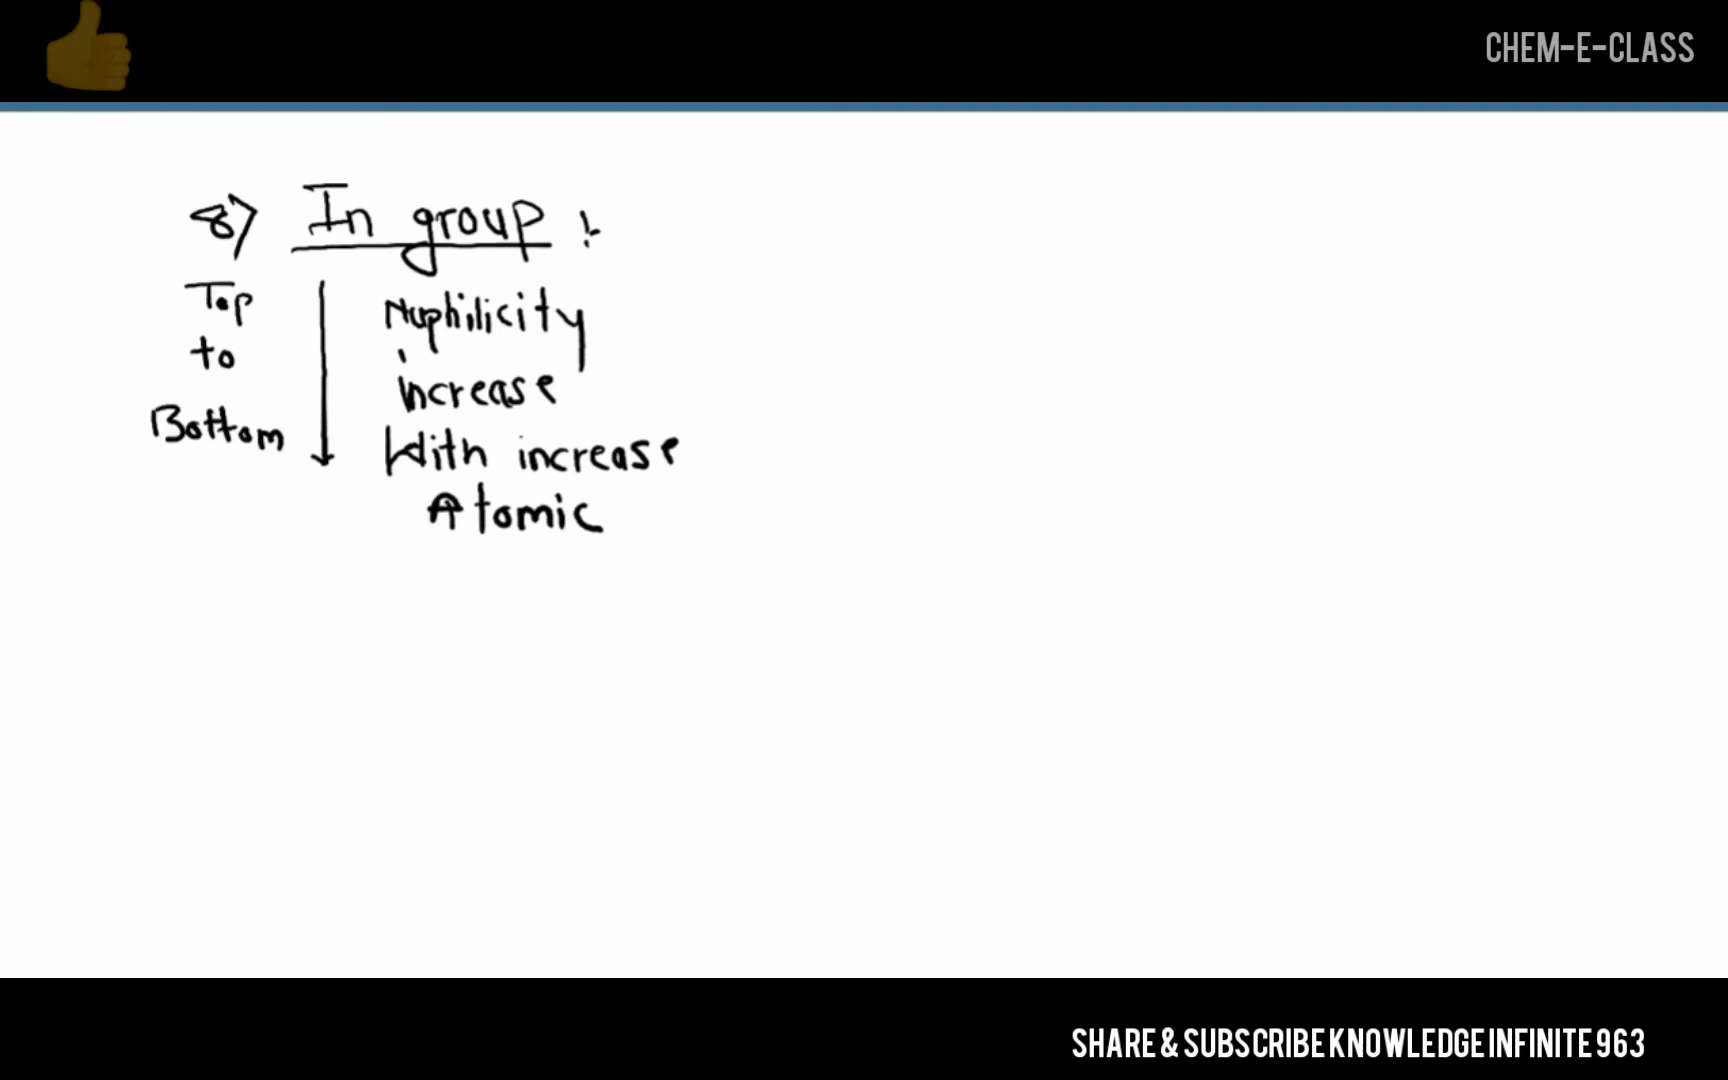 CHEM-E-CLASS
8) In group :-
Top
to
Bottom
Nuphilicity
increase
With increase
Atomic
SHARE & SUBSCRIBE KNOWLEDGE INFINITE 963